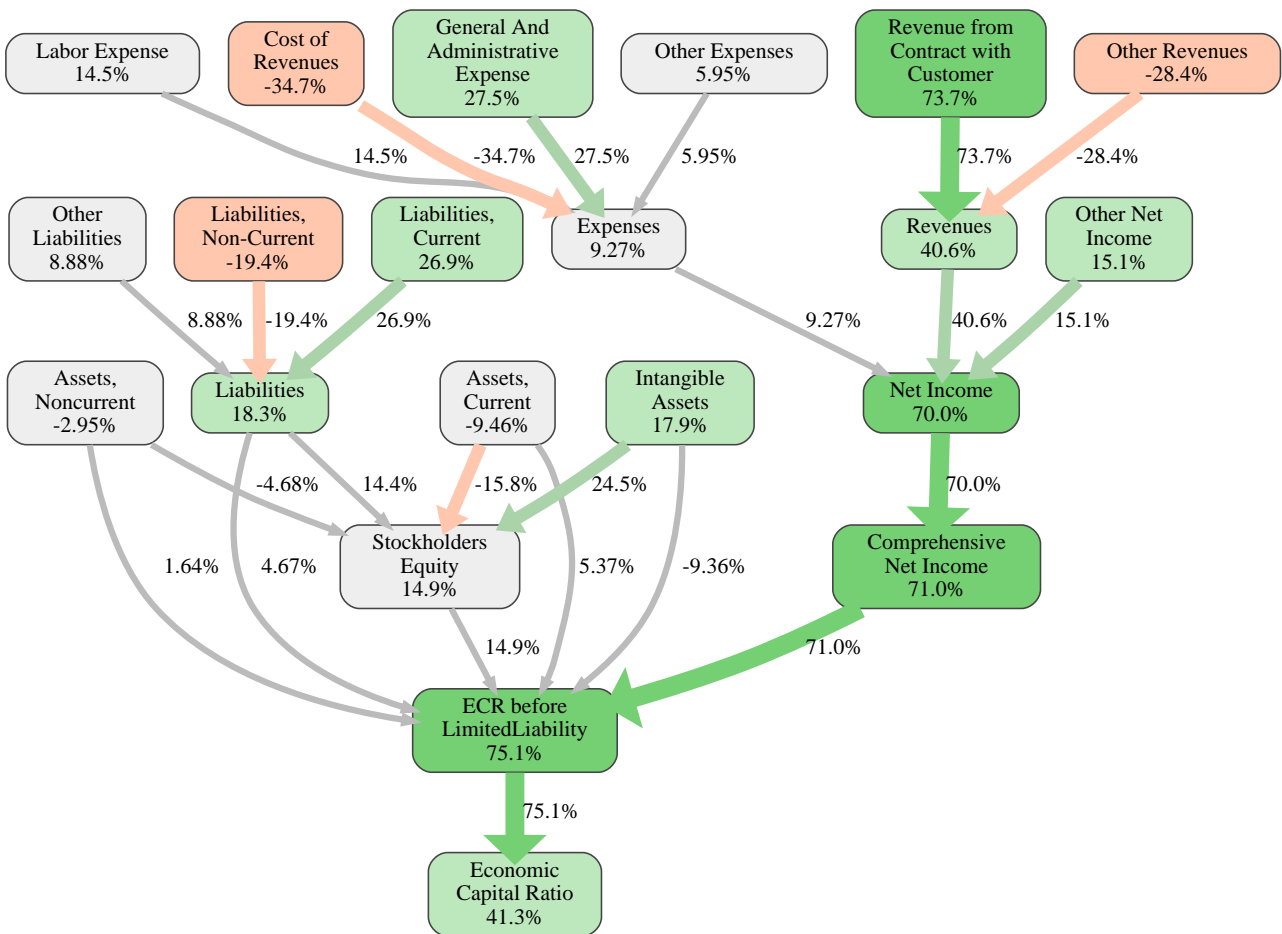 Labor Expense
14.5%
Cost of
Revenues
-34.7%
General And
Administrative
Expense
27.5%
Other Expenses
5.95%
Revenue from
Contract with
Customer
73.7%
Other Revenues
-28.4%
14.5%
-34.7%
27.5%
5.95%
73.7%
-28.4%
Other
Liabilities
8.88%
Liabilities,
Non-Current
-19.4%
Liabilities,
Current
26.9%
Expenses
9.27%
Revenues
40.6%
Other Net
Income
15.1%
8.88%
-19.4%
26.9%
9.27%
40.6%
15.1%
Assets,
Noncurrent
-2.95%
Liabilities
18.3%
Assets,
Current
-9.46%
Intangible
Assets
17.9%
Net Income
70.0%
-4.68%
14.4%
-15.8%
24.5%
70.0%
Stockholders
Equity
14.9%
Comprehensive
Net Income
71.0%
1.64%
4.67%
5.37%
-9.36%
14.9%
71.0%
ECR before
LimitedLiability
75.1%
75.1%
Economic
Capital Ratio
41.3%